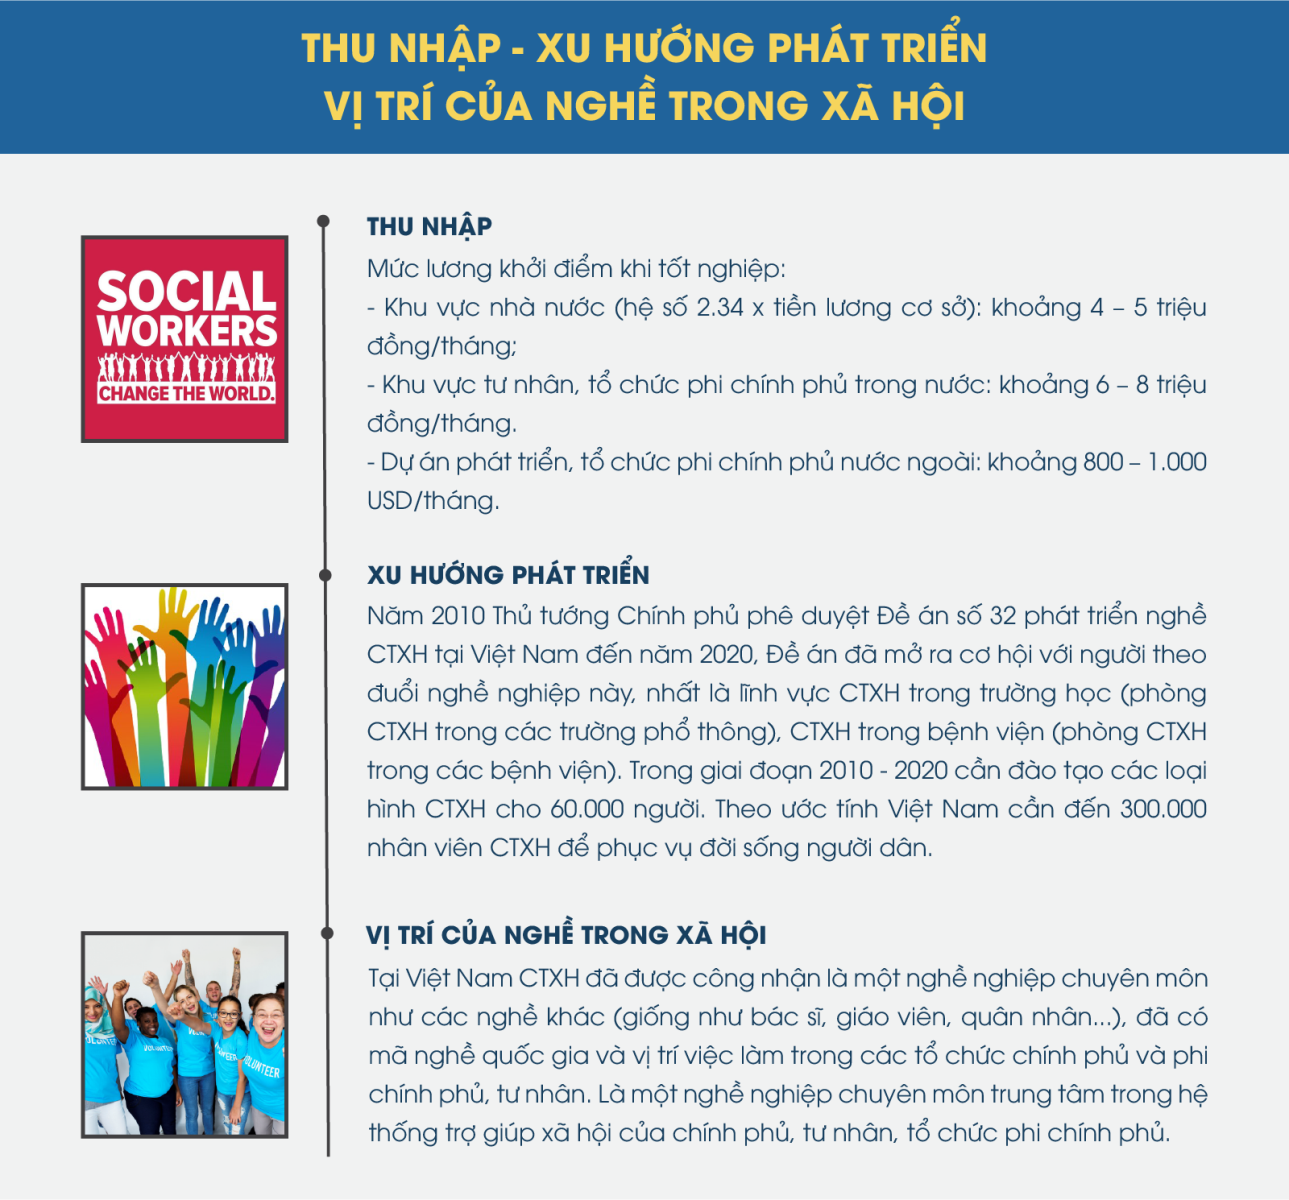 THU NHẬP - XU HƯỚNG PHÁT TRIỂN
VỊ TRÍ CỦA NGHỀ TRONG XÃ HỘI
SOCIAL
WORKERS
CHANGE THE WORLD.
THU NHẬP
Mức lương khởi điểm khi tốt nghiệp:
- Khu vực nhà nước (hệ số 2.34 x tiền lương cơ sở): khoảng 4 – 5 triệu
đồng/tháng;
- Khu vực tư nhân, tổ chức phi chính phủ trong nước: khoảng 6 – 8 triệu
đồng/tháng.
- Dự án phát triển, tổ chức phi chính phủ nước ngoài: khoảng 800 – 1.000
USD/tháng.
XU HƯỚNG PHÁT TRIỂN
Năm 2010 Thủ tướng Chính phủ phê duyệt Đề án số 32 phát triển nghề
CTXH tại Việt Nam đến năm 2020, Đề án đã mở ra cơ hội với người theo
đuổi nghề nghiệp này, nhất là lĩnh vực CTXH trong trường học (phòng
CTXH trong các trường phổ thông), CTXH trong bệnh viện (phòng CTXH
trong các bệnh viện). Trong giai đoạn 2010 - 2020 cần đào tạo các loại
hình CTXH cho 60.000 người. Theo ước tính Việt Nam cần đến 300.000
nhân viên CTXH để phục vụ đời sống người dân.
VỊ TRÍ CỦA NGHỀ TRONG XÃ HỘI
Tại Việt Nam CTXH đã được công nhận là một nghề nghiệp chuyên môn
như các nghề khác (giống như bác sĩ, giáo viên, quân nhân...), đã có
mã nghề quốc gia và vị trí việc làm trong các tổ chức chính phủ và phi
chính phủ, tư nhân. Là một nghề nghiệp chuyên môn trung tâm trong hệ
thống trợ giúp xã hội của chính phủ, tư nhân, tổ chức phi chính phủ.
VOLUNTEER